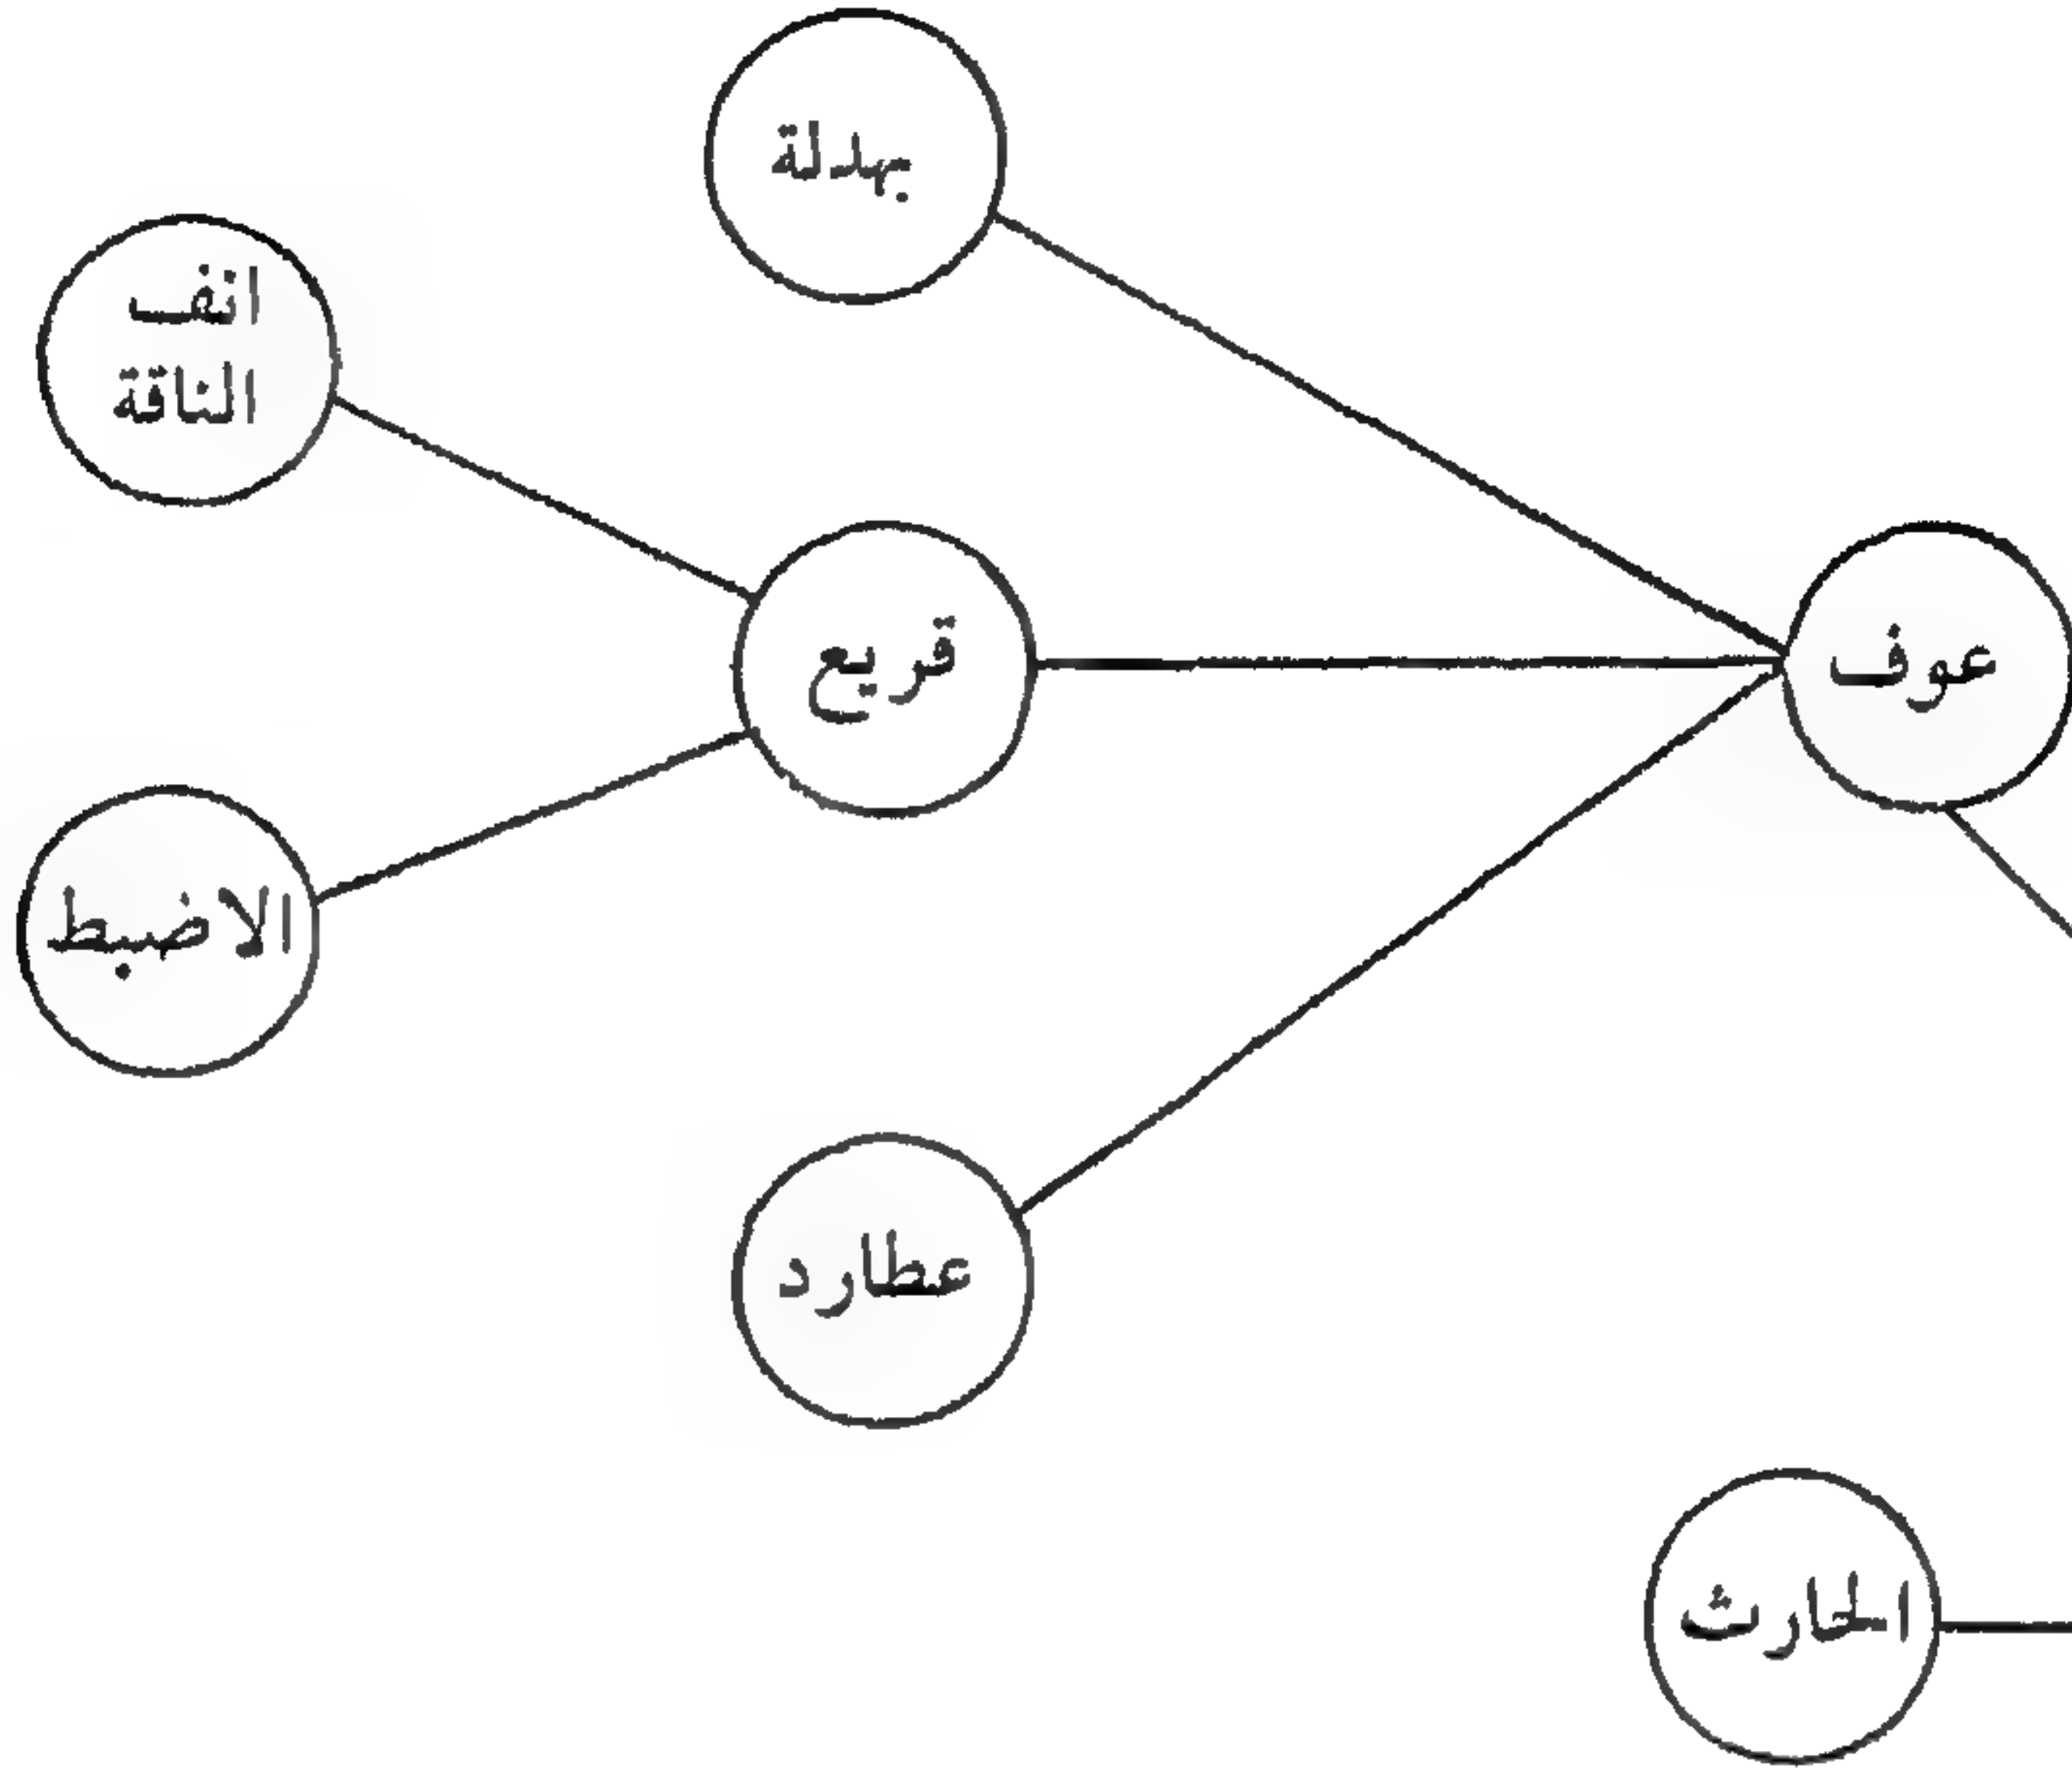 بهدلة
انف
الناقة
قريع
عوف
الاضبط
عطارد
الحارث